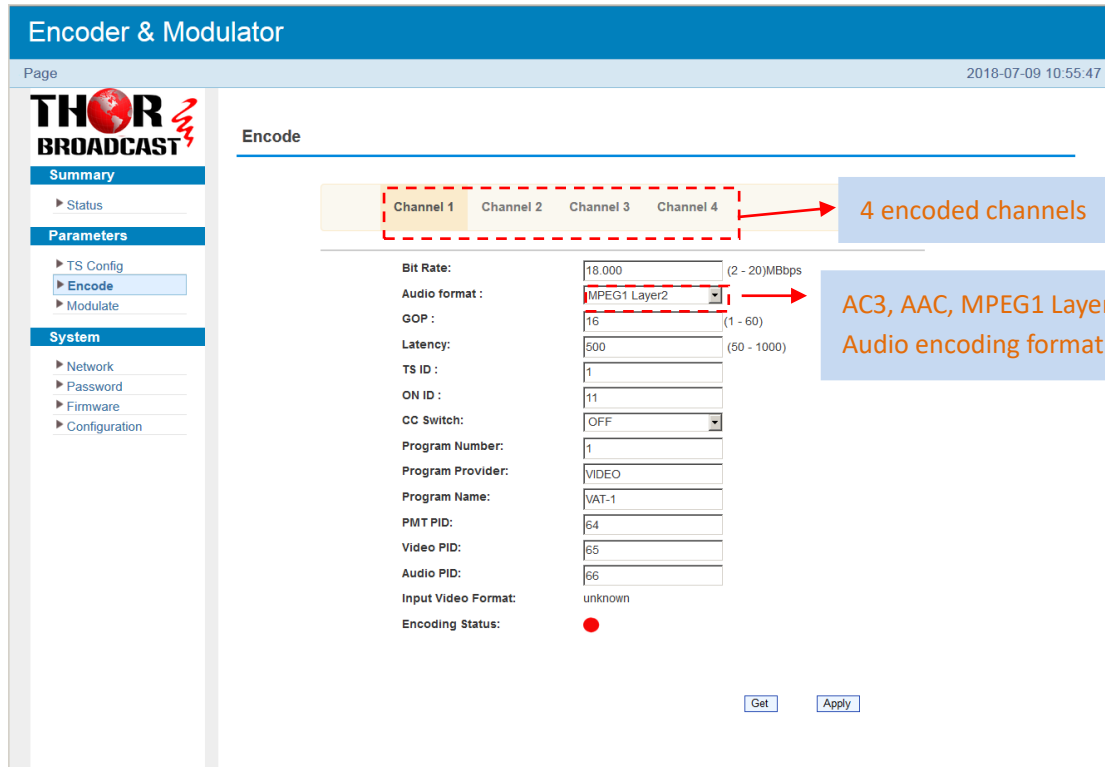 Encoder & Modulator
Page 2018-07-09 10:55:47
THOR
BROADCAST
Summary
Status
Parameters
TS Config
Encode
Modulate
System
Network
Password
Firmware
Configuration
Encode
Channel 1 Channel 2 Channel 3 Channel 4
4 encoded channels
Bit Rate: 18.000 (2 - 20)MBbps
Audio format : MPEG1 Layer2
AC3, AAC, MPEG1 Layer
Audio encoding format
GOP : 16 (1 - 60)
Latency: 500 (50 - 1000)
TS ID : 1
ON ID : 11
CC Switch: OFF
Program Number: 1
Program Provider: VIDEO
Program Name: VAT-1
PMT PID: 64
Video PID: 65
Audio PID: 66
Input Video Format: unknown
Encoding Status:
Get Apply